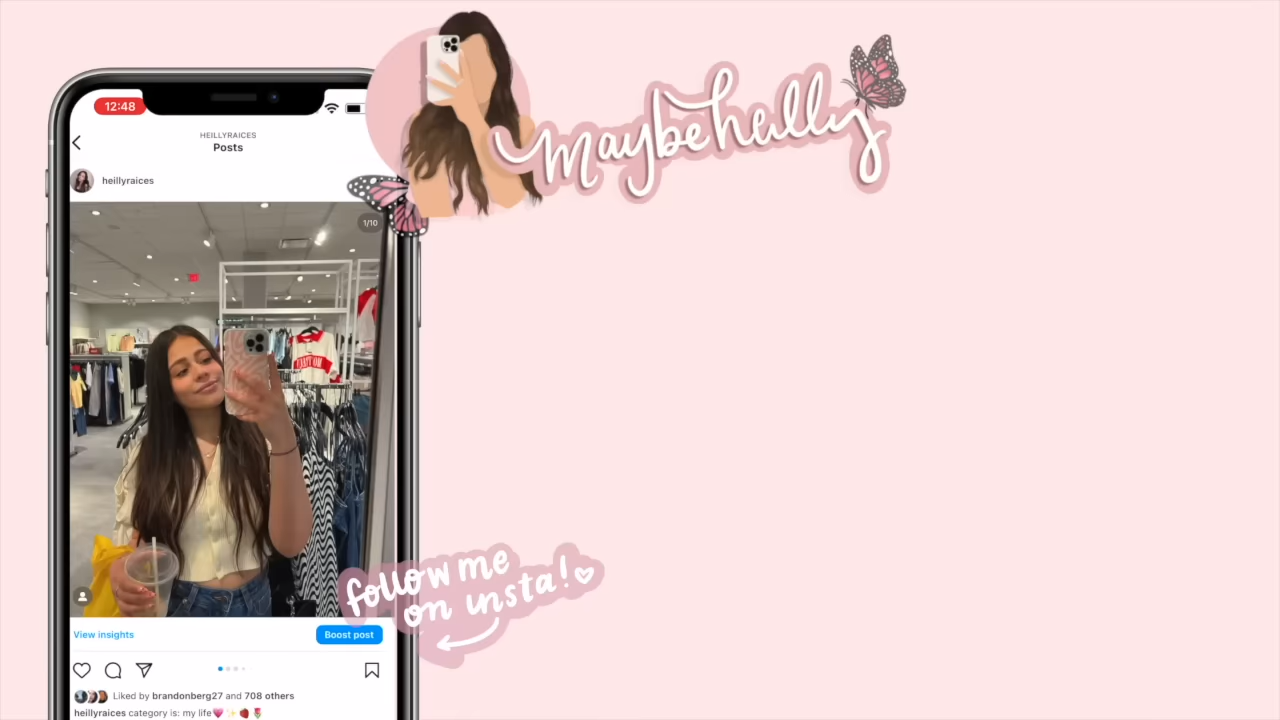 12:48
HEILLYRAICES
Posts
heillyraices
1/10
Maybeheilly
follow me
on insta!
View insights
Boost post
Liked by brandonberg27 and 708 others
heillyraices category is: my life💗✨🍓🌷